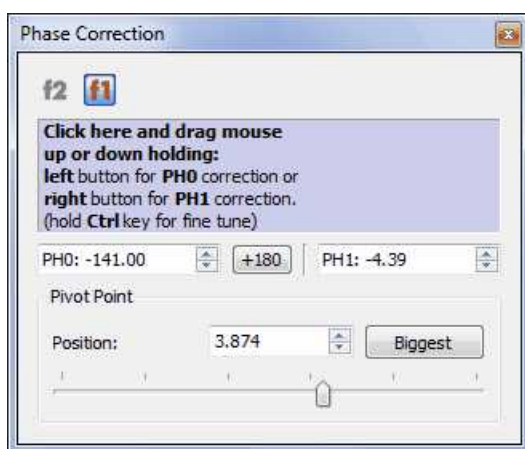 Phase Correction
f2 f1
Click here and drag mouse
up or down holding:
left button for PH0 correction or
right button for PH1 correction.
(hold Ctrl key for fine tune)
PH0: -141.00 +180 PH1: -4.39
Pivot Point
Position: 3.874 Biggest